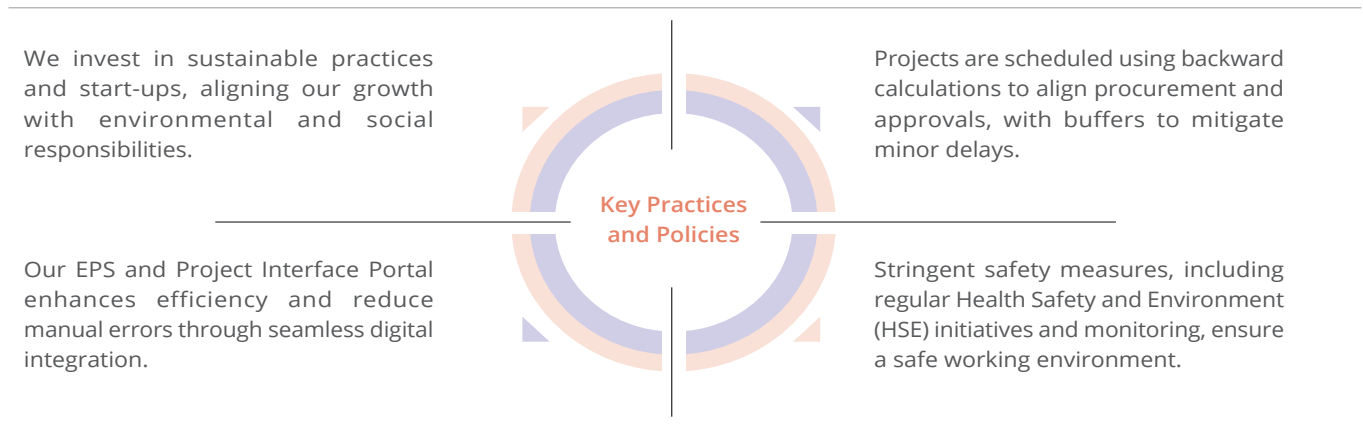 We invest in sustainable practices
and start-ups, aligning our growth
with environmental and social
responsibilities.
Projects are scheduled using backward
calculations to align procurement and
approvals, with buffers to mitigate
minor delays.
Key Practices
and Policies
Our EPS and Project Interface Portal
enhances efficiency and reduce
manual errors through seamless digital
integration.
Stringent safety measures, including
regular Health Safety and Environment
(HSE) initiatives and monitoring, ensure
a safe working environment.